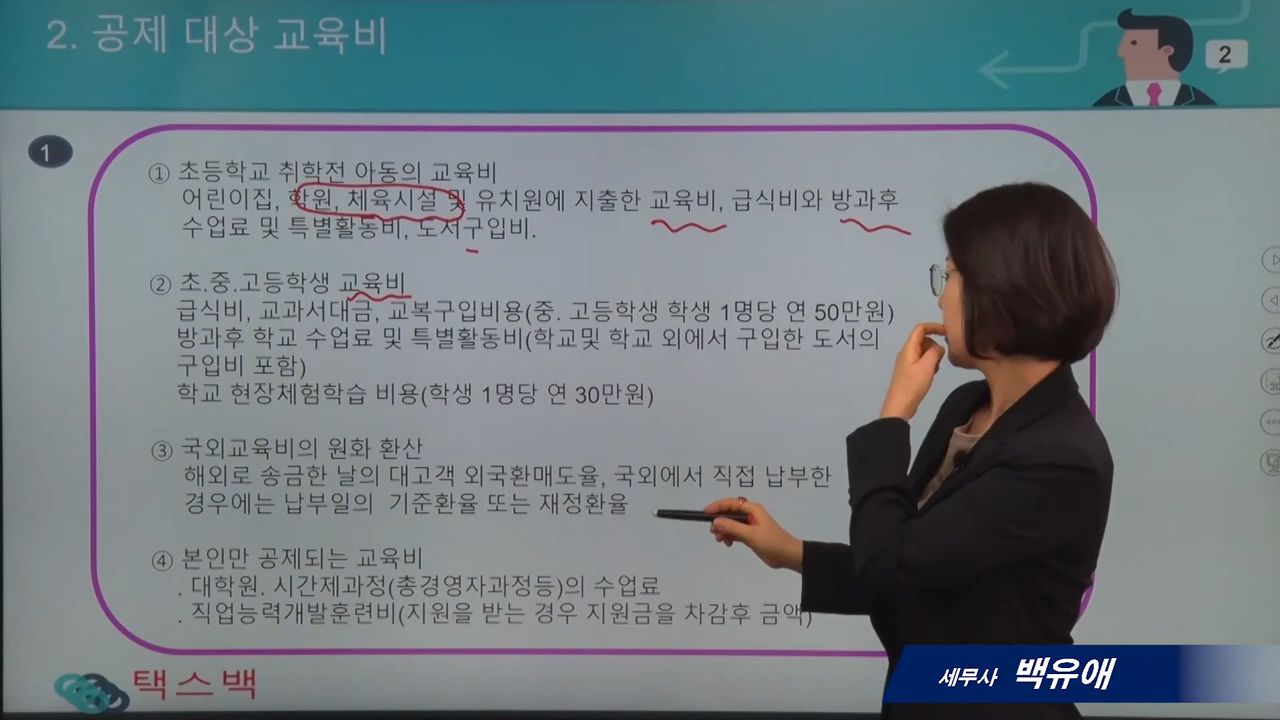 2. 공제 대상 교육비
2
1
① 초등학교 취학전 아동의 교육비
어린이집, 학원, 체육시설 및 유치원에 지출한 교육비, 급식비와 방과후
수업료 및 특별활동비, 도서구입비.
② 초.중.고등학생 교육비
급식비, 교과서대금, 교복구입비용(중. 고등학생 학생 1명당 연 50만원)
방과후 학교 수업료 및 특별활동비(학교및 학교 외에서 구입한 도서의
구입비 포함)
학교 현장체험학습 비용(학생 1명당 연 30만원)
③ 국외교육비의 원화 환산
해외로 송금한 날의 대고객 외국환매도율, 국외에서 직접 납부한
경우에는 납부일의 기준환율 또는 재정환율
④ 본인만 공제되는 교육비
. 대학원. 시간제과정(총경영자과정등)의 수업료
. 직업능력개발훈련비(지원을 받는 경우 지원금을 차감후 금액)
택스백
세무사 백유애